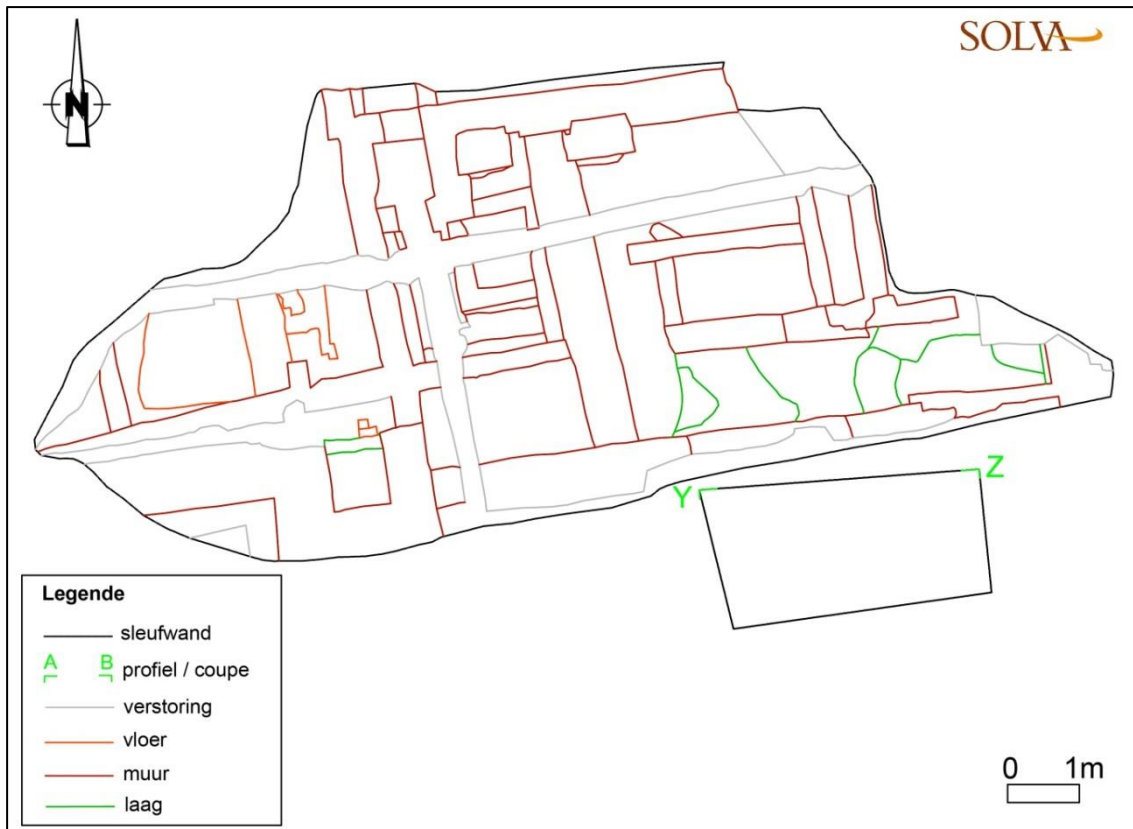 SOLVA
N
Y Z
Legende
sleufwand
A B profiel / coupe
verstoring
vloer
muur
laag
0 1m